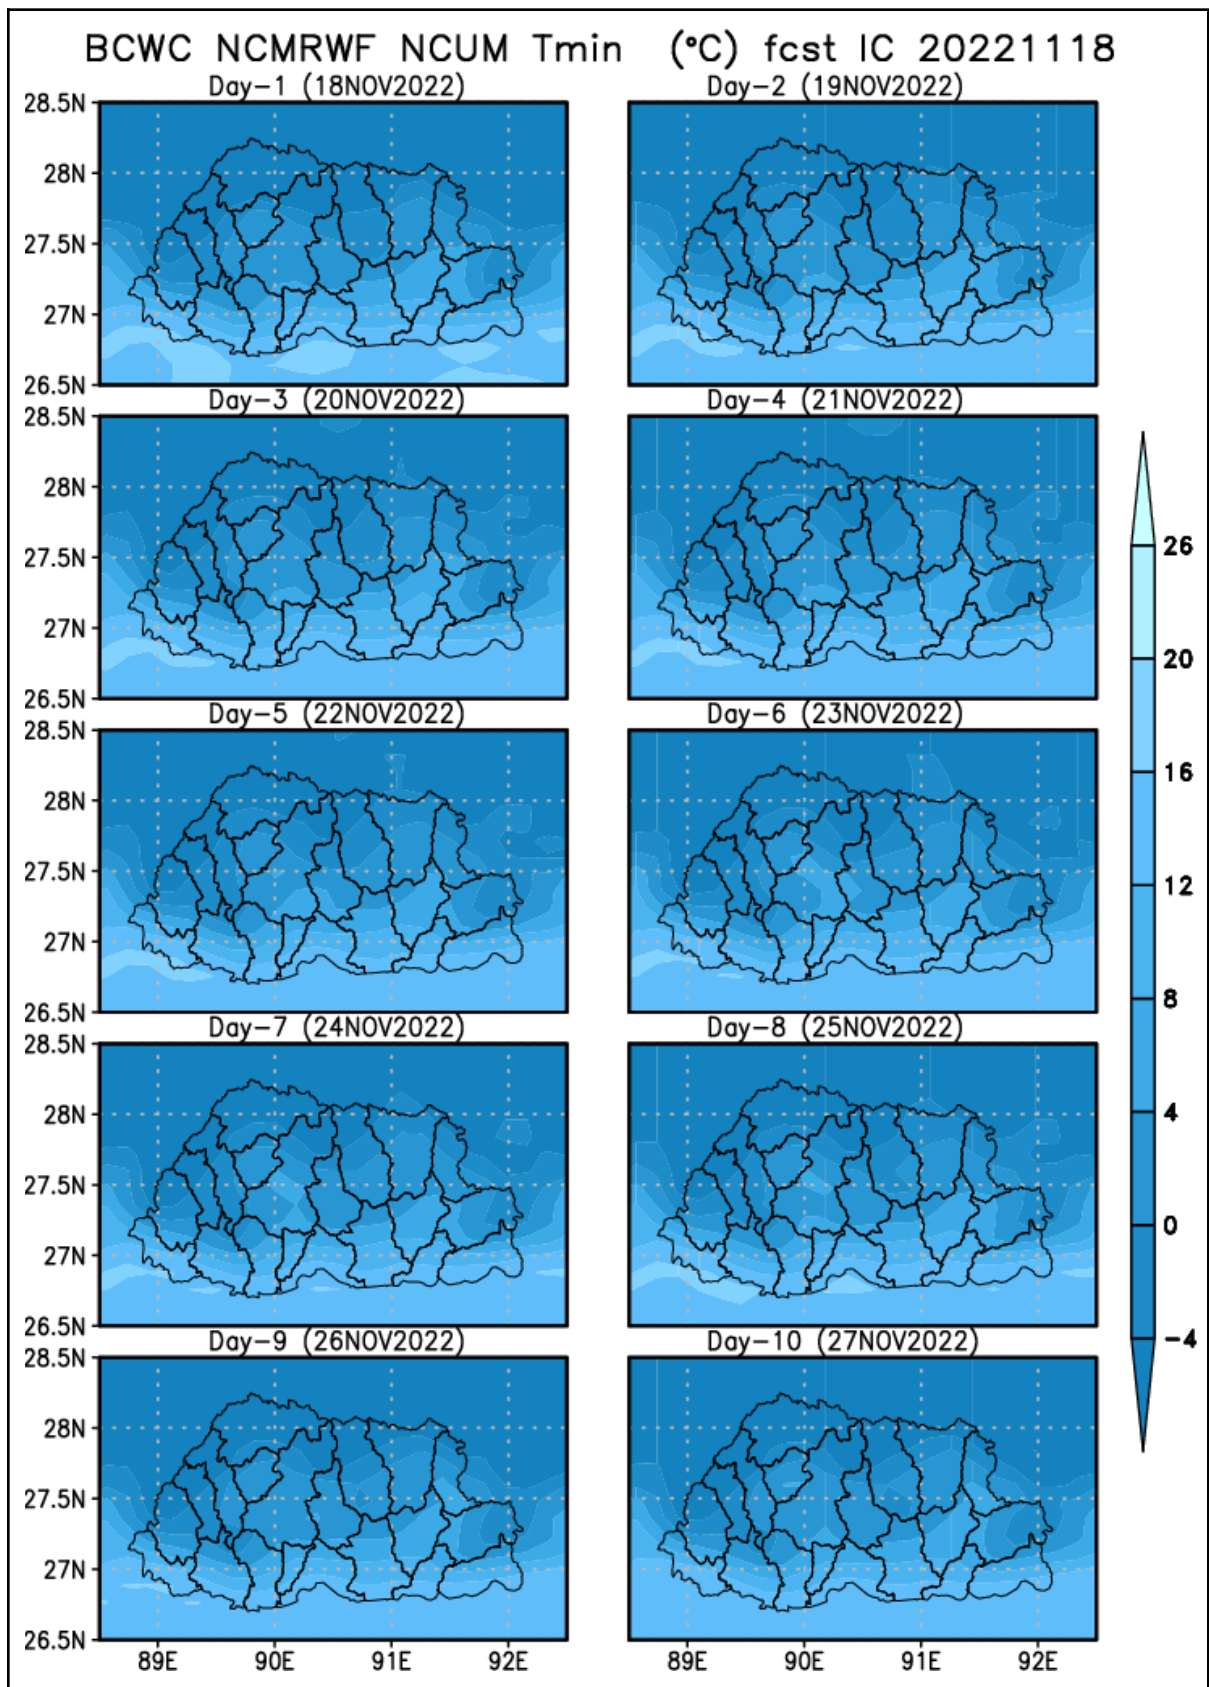 BCWC NCMRWF NCUM Tmin (°C) fcst IC 20221118
Day-1 (18NOV2022) Day-2 (19NOV2022)
28.5N
28N
27.5N
27N
26.5N
Day-3 (20NOV2022) Day-4 (21NOV2022)
28.5N
28N
27.5N
27N
26.5N
Day-5 (22NOV2022) Day-6 (23NOV2022)
28.5N
28N
27.5N
27N
26.5N
Day-7 (24NOV2022) Day-8 (25NOV2022)
28.5N
28N
27.5N
27N
26.5N
Day-9 (26NOV2022) Day-10 (27NOV2022)
28.5N
28N
27.5N
27N
26.5N
89E 90E 91E 92E 89E 90E 91E 92E
26
20
16
12
8
4
0
-4